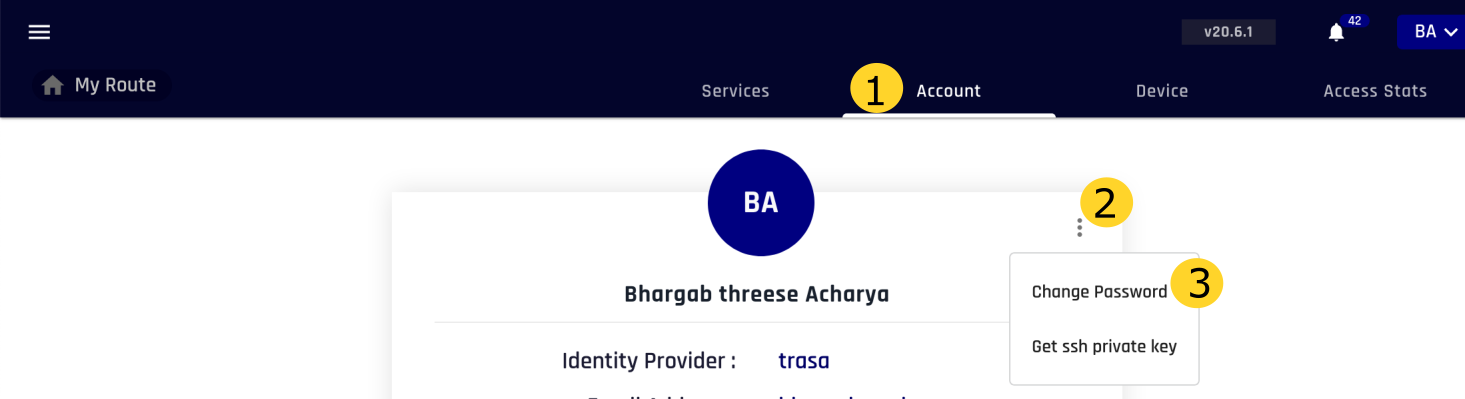 v20.6.1
42
BA
My Route
Services
1
Account
Device
Access Stats
BA
2
Change Password
3
Bhargab threese Acharya
Get ssh private key
Identity Provider :
trasa